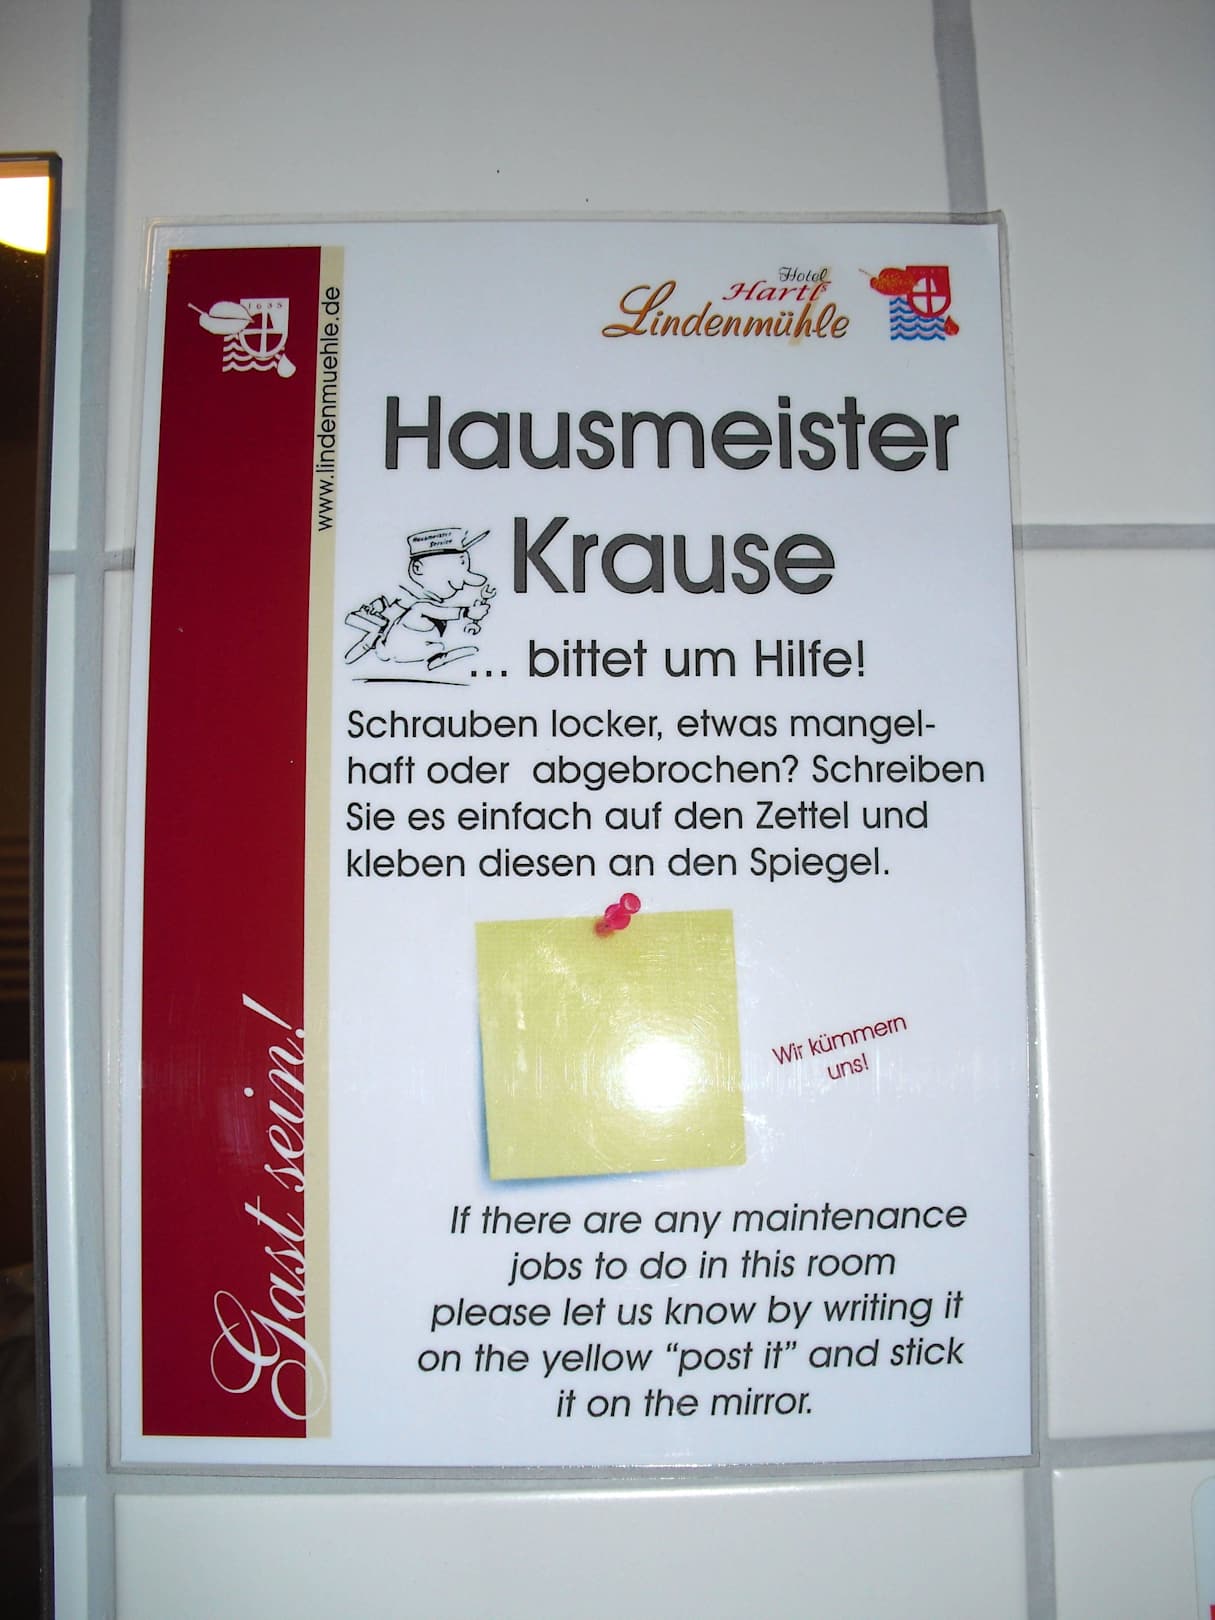 1635
www.lindenmuehle.de
Gast sein!
Hotel
Hartl's
Lindenmühle
Hausmeister
Krause
Hausmeister
Service
... bittet um Hilfe!
Schrauben locker, etwas mangel-
haft oder abgebrochen? Schreiben
Sie es einfach auf den Zettel und
kleben diesen an den Spiegel.
Wir kümmern
uns!
If there are any maintenance
jobs to do in this room
please let us know by writing it
on the yellow “post it” and stick
it on the mirror.